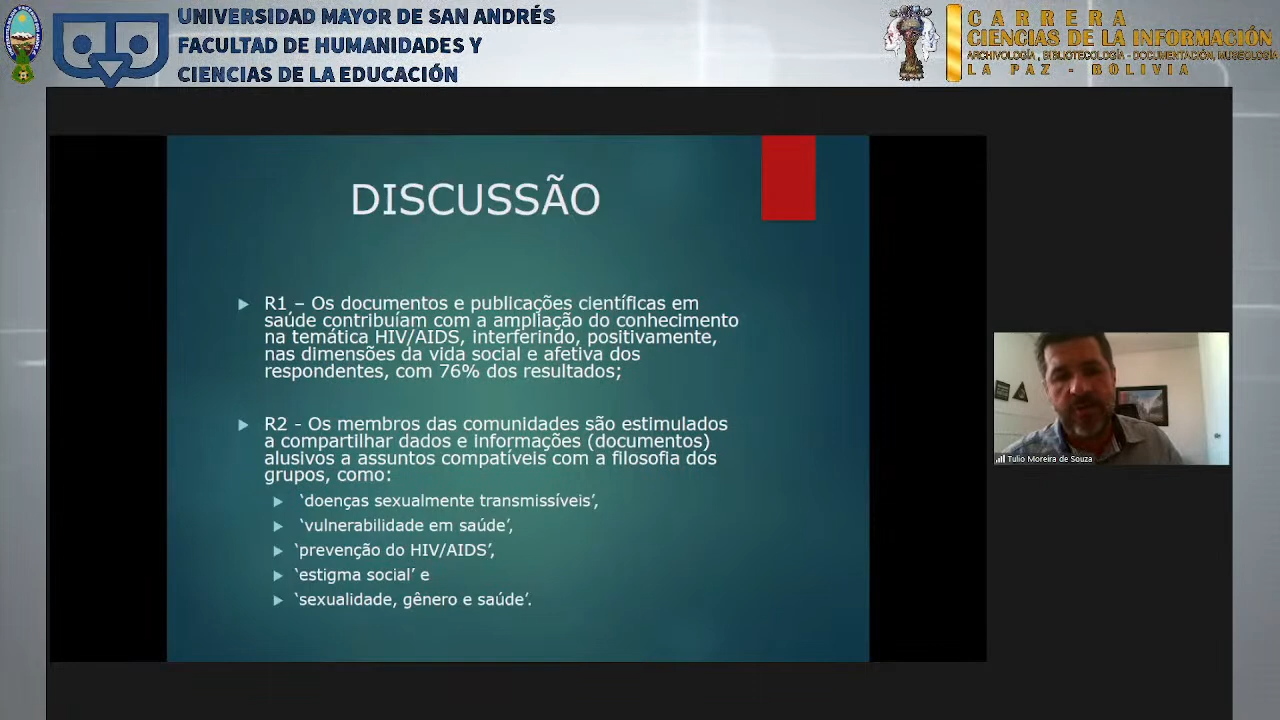 UNIVERSIDAD MAYOR DE SAN ANDRÉS
FACULTAD DE HUMANIDADES Y
CIENCIAS DE LA EDUCACIÓN
CARRERA
CIENCIAS DE LA INFORMACIÓN
ARCHIVOLOGÍA, BIBLIOTECOLOGÍA - DOCUMENTACIÓN, MUSEOLOGÍA
LA PAZ - BOLIVIA
DISCUSSÃO
R1 – Os documentos e publicações científicas em
saúde contribuíam com a ampliação do conhecimento
na temática HIV/AIDS, interferindo, positivamente,
nas dimensões da vida social e afetiva dos
respondentes, com 76% dos resultados;
R2 - Os membros das comunidades são estimulados
a compartilhar dados e informações (documentos)
alusivos a assuntos compatíveis com a filosofia dos
grupos, como:
‘doenças sexualmente transmissíveis’,
‘vulnerabilidade em saúde’,
‘prevenção do HIV/AIDS’,
‘estigma social’ e
‘sexualidade, gênero e saúde’.
Tulio Moreira de Souza